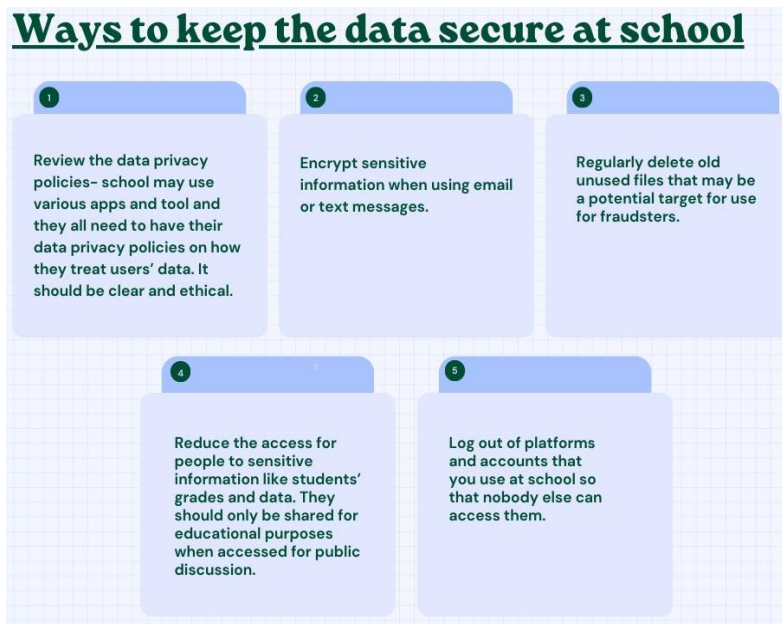 Ways to keep the data secure at school
1
Review the data privacy
policies- school may use
various apps and tool and
they all need to have their
data privacy policies on how
they treat users’ data. It
should be clear and ethical.
2
Encrypt sensitive
information when using email
or text messages.
3
Regularly delete old
unused files that may be
a potential target for use
for fraudsters.
4
Reduce the access for
people to sensitive
information like students’
grades and data. They
should only be shared for
educational purposes
when accessed for public
discussion.
5
Log out of platforms
and accounts that
you use at school so
that nobody else can
access them.